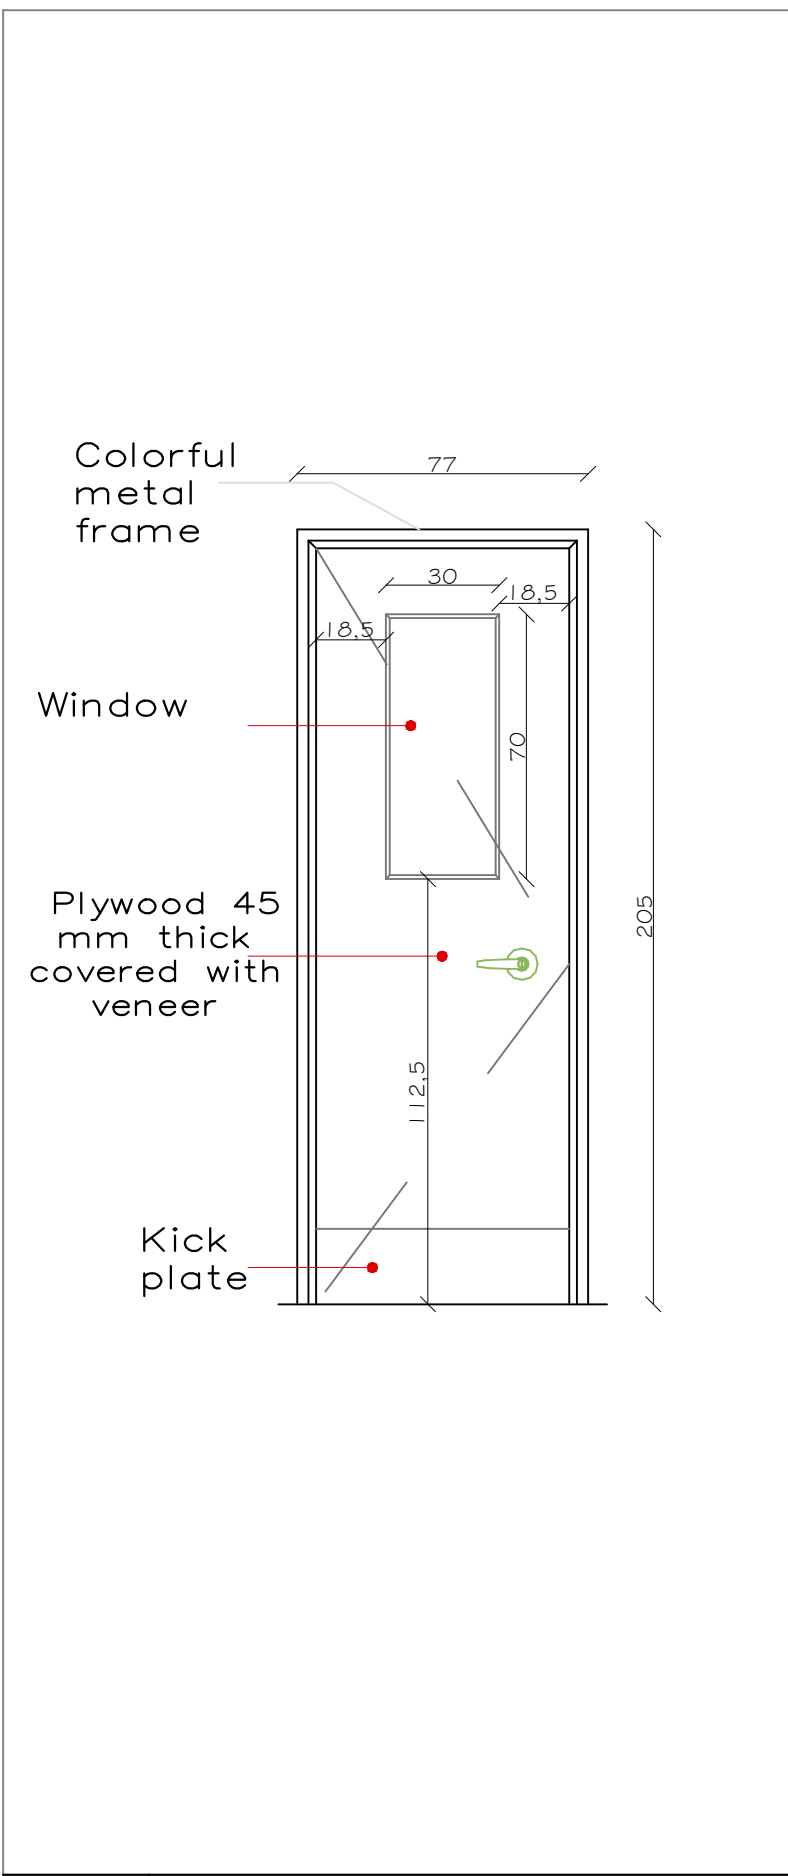 Colorful
metal
frame
77
30
18,5
18,5
Window
70
Plywood 45
mm thick
covered with
veneer
205
112,5
Kick
plate